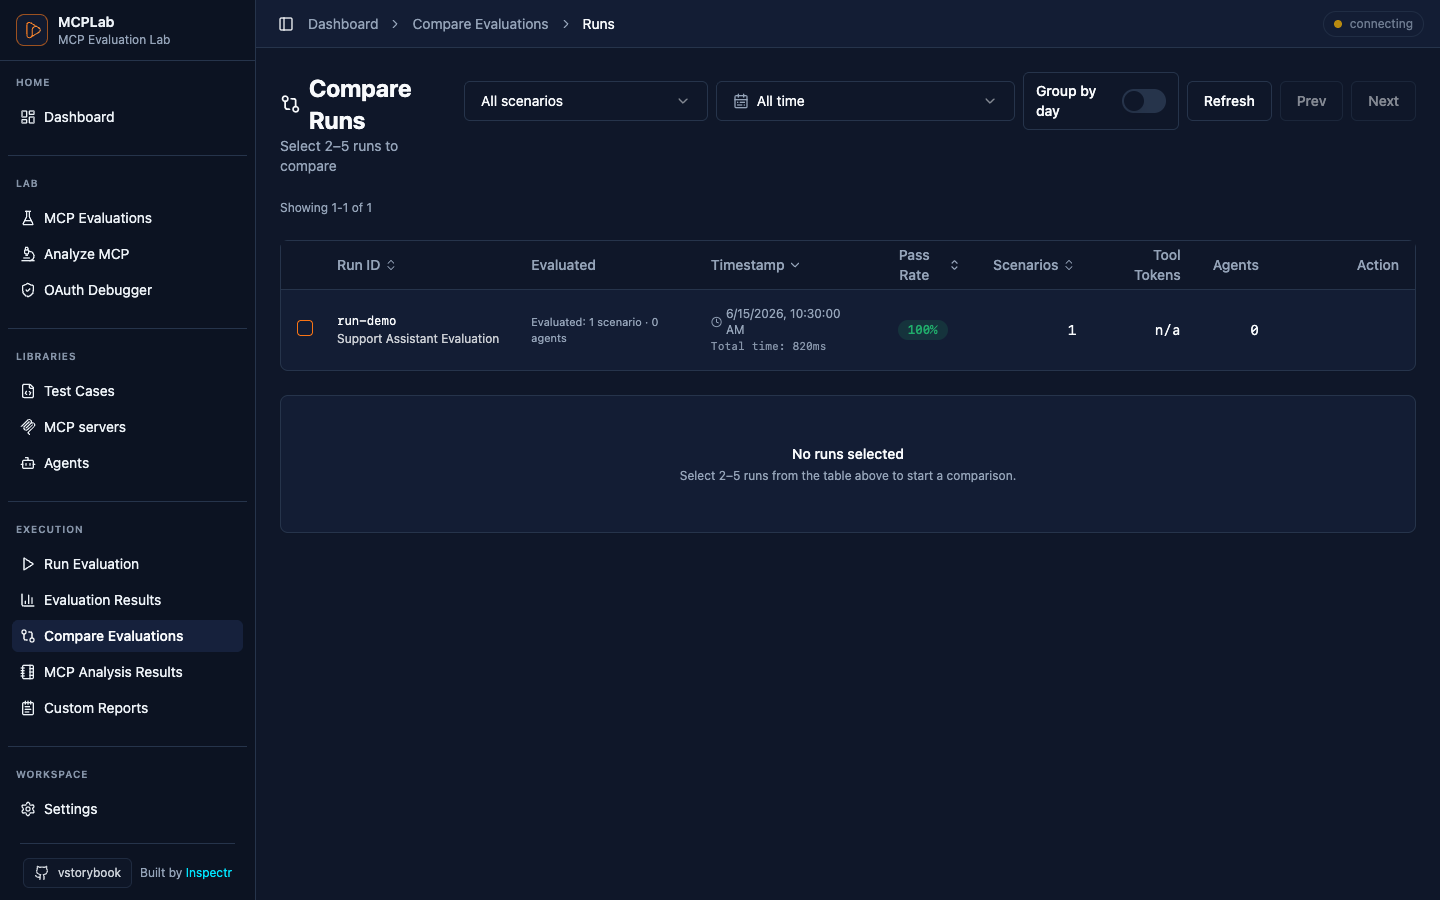 MCPLab
MCP Evaluation Lab
HOME
Dashboard
LAB
MCP Evaluations
Analyze MCP
OAuth Debugger
LIBRARIES
Test Cases
MCP servers
Agents
EXECUTION
Run Evaluation
Evaluation Results
Compare Evaluations
MCP Analysis Results
Custom Reports
WORKSPACE
Settings
vstorybook
Built by Inspectr
Dashboard > Compare Evaluations > Runs
connecting
Compare
Runs
Select 2–5 runs to
compare
All scenarios
All time
Group by
day
Refresh
Prev
Next
Showing 1-1 of 1
Run ID
Evaluated
Timestamp
Pass
Rate
Scenarios
Tool
Tokens
Agents
Action
run-demo
Support Assistant Evaluation
Evaluated: 1 scenario · 0
agents
6/15/2026, 10:30:00
AM
Total time: 820ms
100%
1
n/a
0
No runs selected
Select 2–5 runs from the table above to start a comparison.